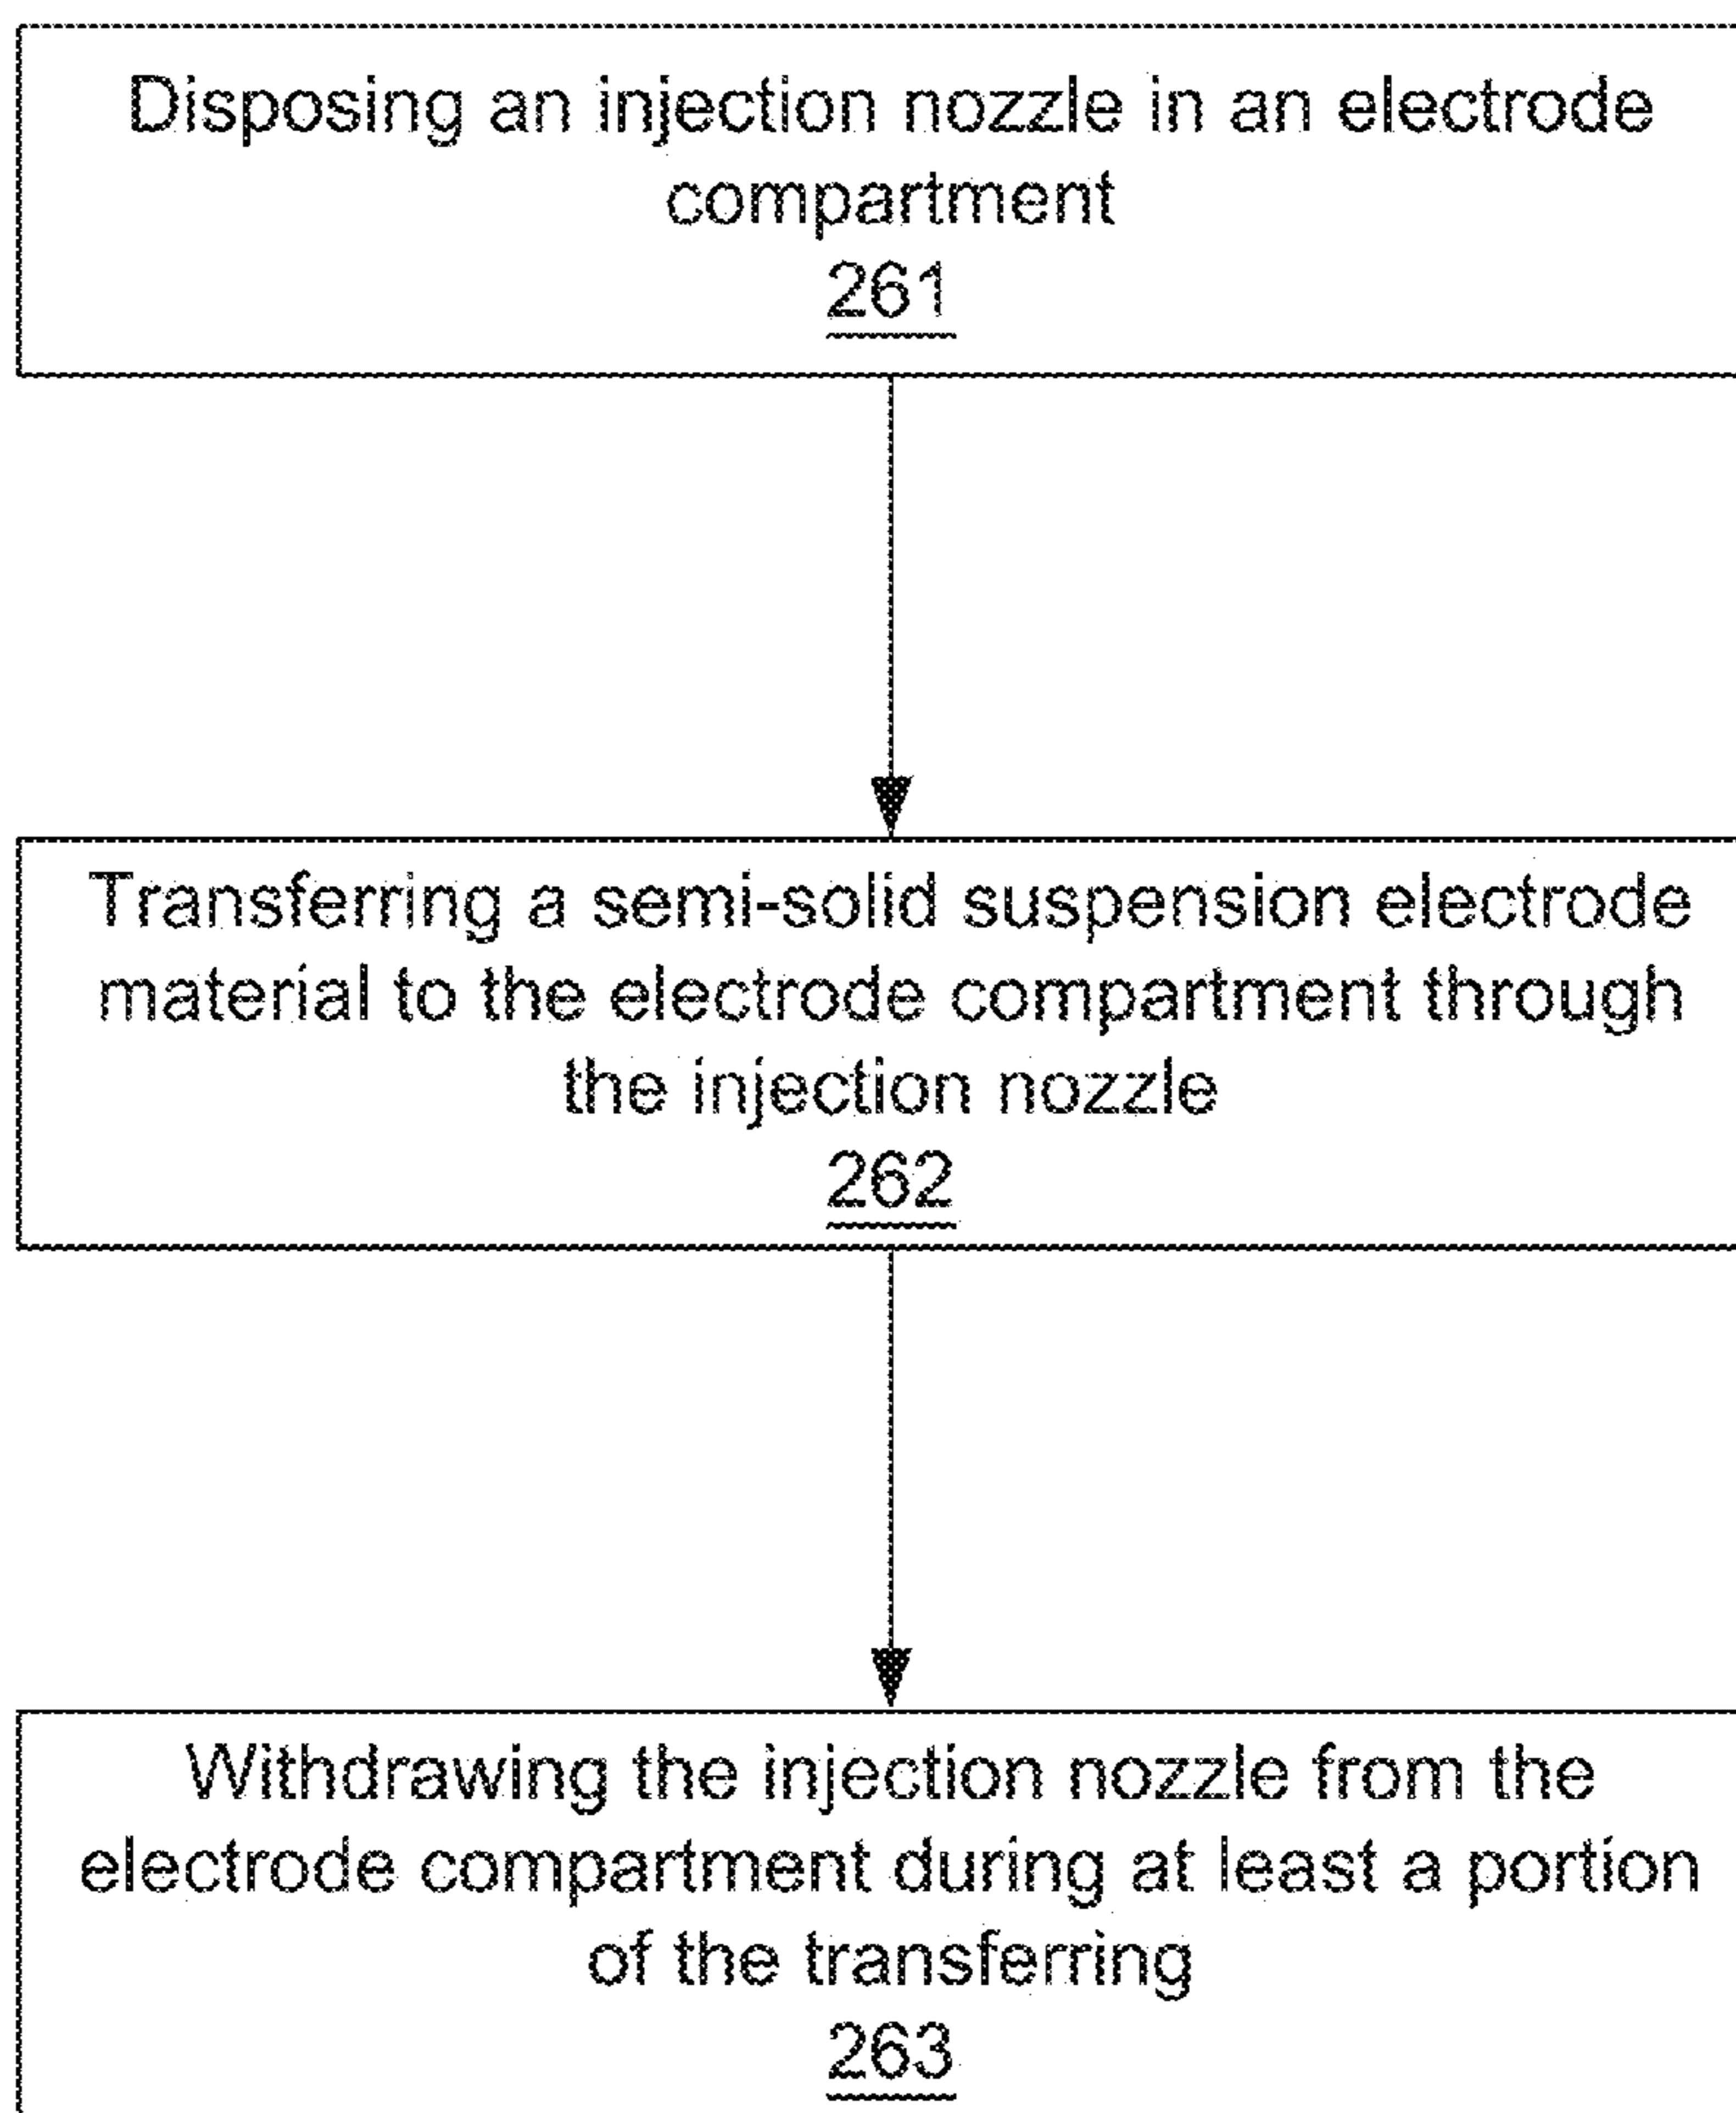 Disposing an injection nozzle in an electrode
compartment
261
Transferring a semi-solid suspension electrode
material to the electrode compartment through
the injection nozzle
262
Withdrawing the injection nozzle from the
electrode compartment during at least a portion
of the transferring
263